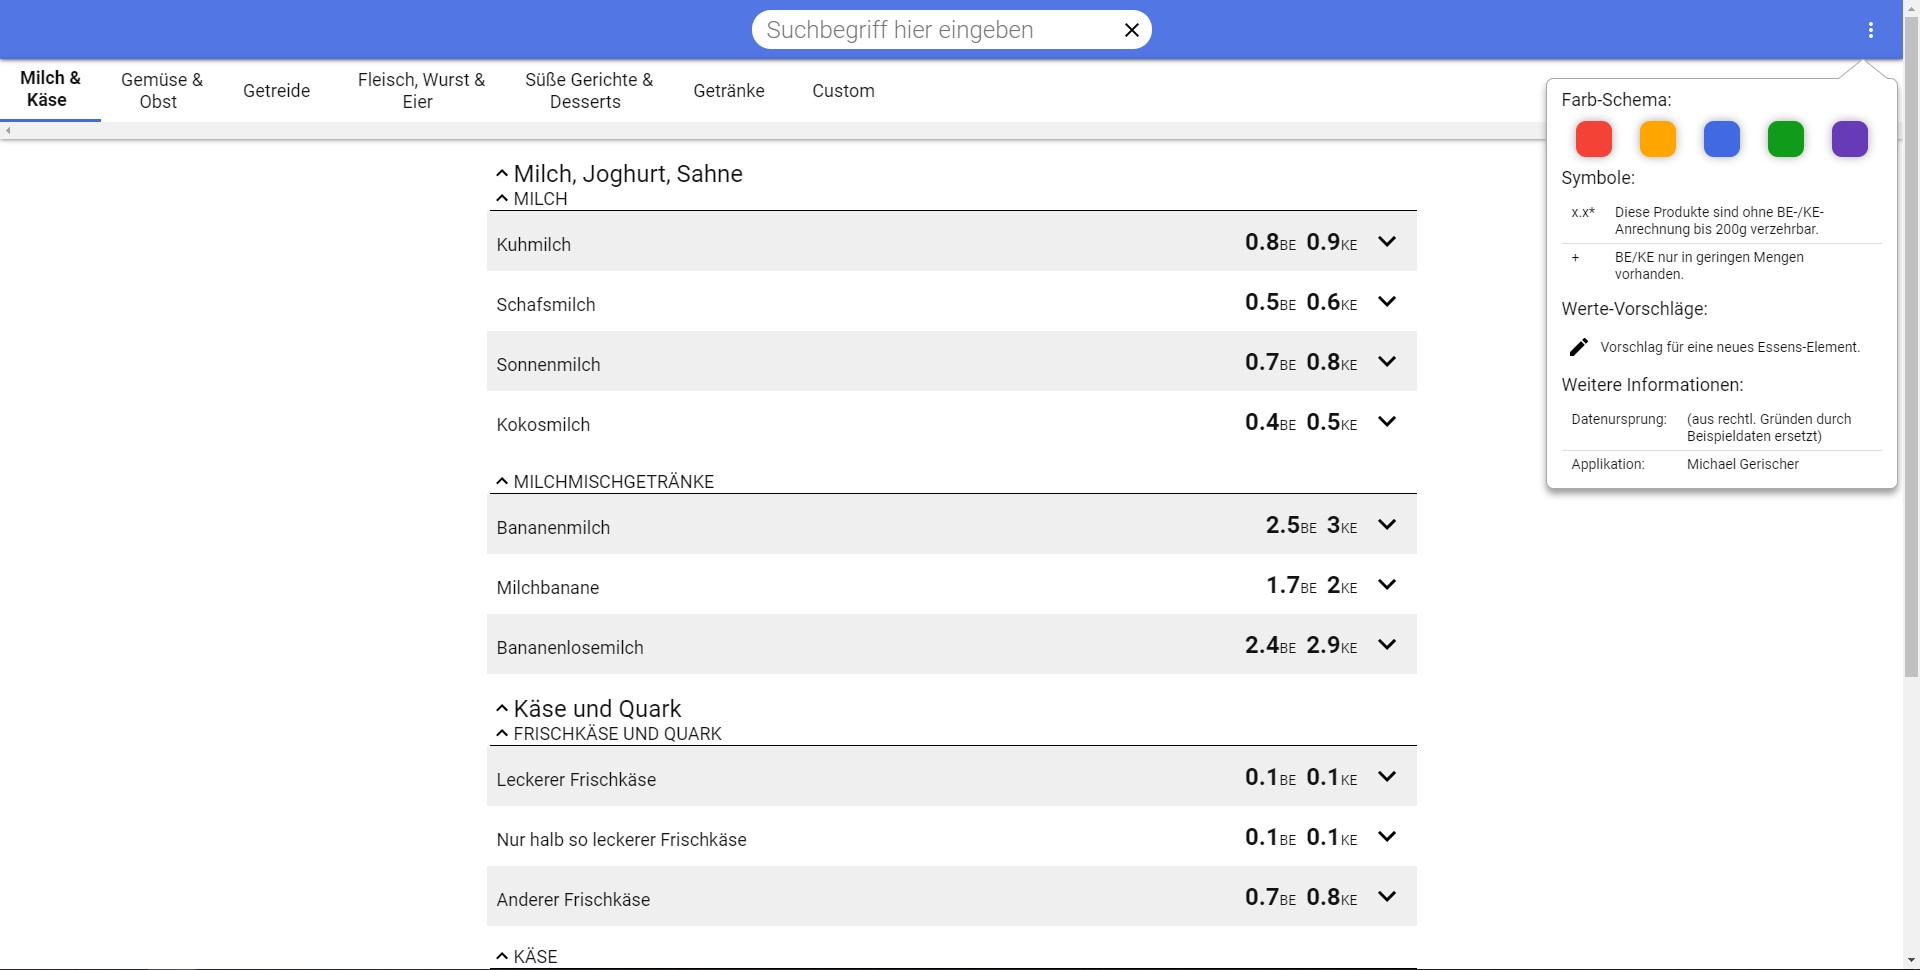 Suchbegriff hier eingeben
Milch &
Käse
Gemüse &
Obst
Getreide
Fleisch, Wurst &
Eier
Süße Gerichte &
Desserts
Getränke
Custom
Farb-Schema:
Symbole:
x.x* Diese Produkte sind ohne BE-/KE-
Anrechnung bis 200g verzehrbar.
+ BE/KE nur in geringen Mengen
vorhanden.
Werte-Vorschläge:
Vorschlag für eine neues Essens-Element.
Weitere Informationen:
Datenursprung: (aus rechtl. Gründen durch
Beispieldaten ersetzt)
Applikation: Michael Gerischer
Milch, Joghurt, Sahne
MILCH
Kuhmilch 0.8BE 0.9KE
Schafsmilch 0.5BE 0.6KE
Sonnenmilch 0.7BE 0.8KE
Kokosmilch 0.4BE 0.5KE
MILCHMISCHGETRÄNKE
Bananenmilch 2.5BE 3KE
Milchbanane 1.7BE 2KE
Bananenlosemilch 2.4BE 2.9KE
Käse und Quark
FRISCHKÄSE UND QUARK
Leckerer Frischkäse 0.1BE 0.1KE
Nur halb so leckerer Frischkäse 0.1BE 0.1KE
Anderer Frischkäse 0.7BE 0.8KE
KÄSE